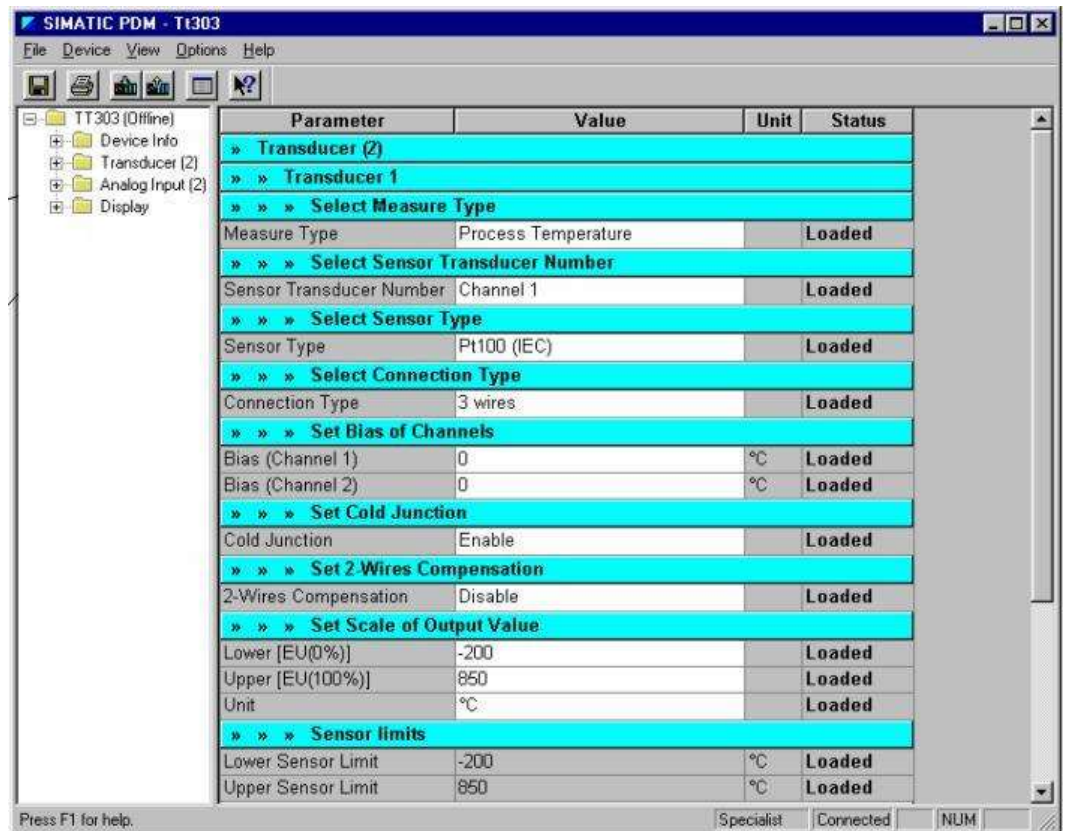 SIMATIC PDM - Tt303
File Device View Options Help
TT303 (Offline)
Device Info
Transducer (2)
Analog Input (2)
Display
Parameter Value Unit Status
» Transducer (2)
» » Transducer 1
» » » Select Measure Type
Measure Type Process Temperature Loaded
» » » Select Sensor Transducer Number
Sensor Transducer Number Channel 1 Loaded
» » » Select Sensor Type
Sensor Type Pt100 (IEC) Loaded
» » » Select Connection Type
Connection Type 3 wires Loaded
» » » Set Bias of Channels
Bias (Channel 1) 0 °C Loaded
Bias (Channel 2) 0 °C Loaded
» » » Set Cold Junction
Cold Junction Enable Loaded
» » » Set 2-Wires Compensation
2-Wires Compensation Disable Loaded
» » » Set Scale of Output Value
Lower [EU(0%)] -200 Loaded
Upper [EU(100%)] 850 Loaded
Unit °C Loaded
» » » Sensor limits
Lower Sensor Limit -200 °C Loaded
Upper Sensor Limit 850 °C Loaded
Press F1 for help. Specialist Connected NUM